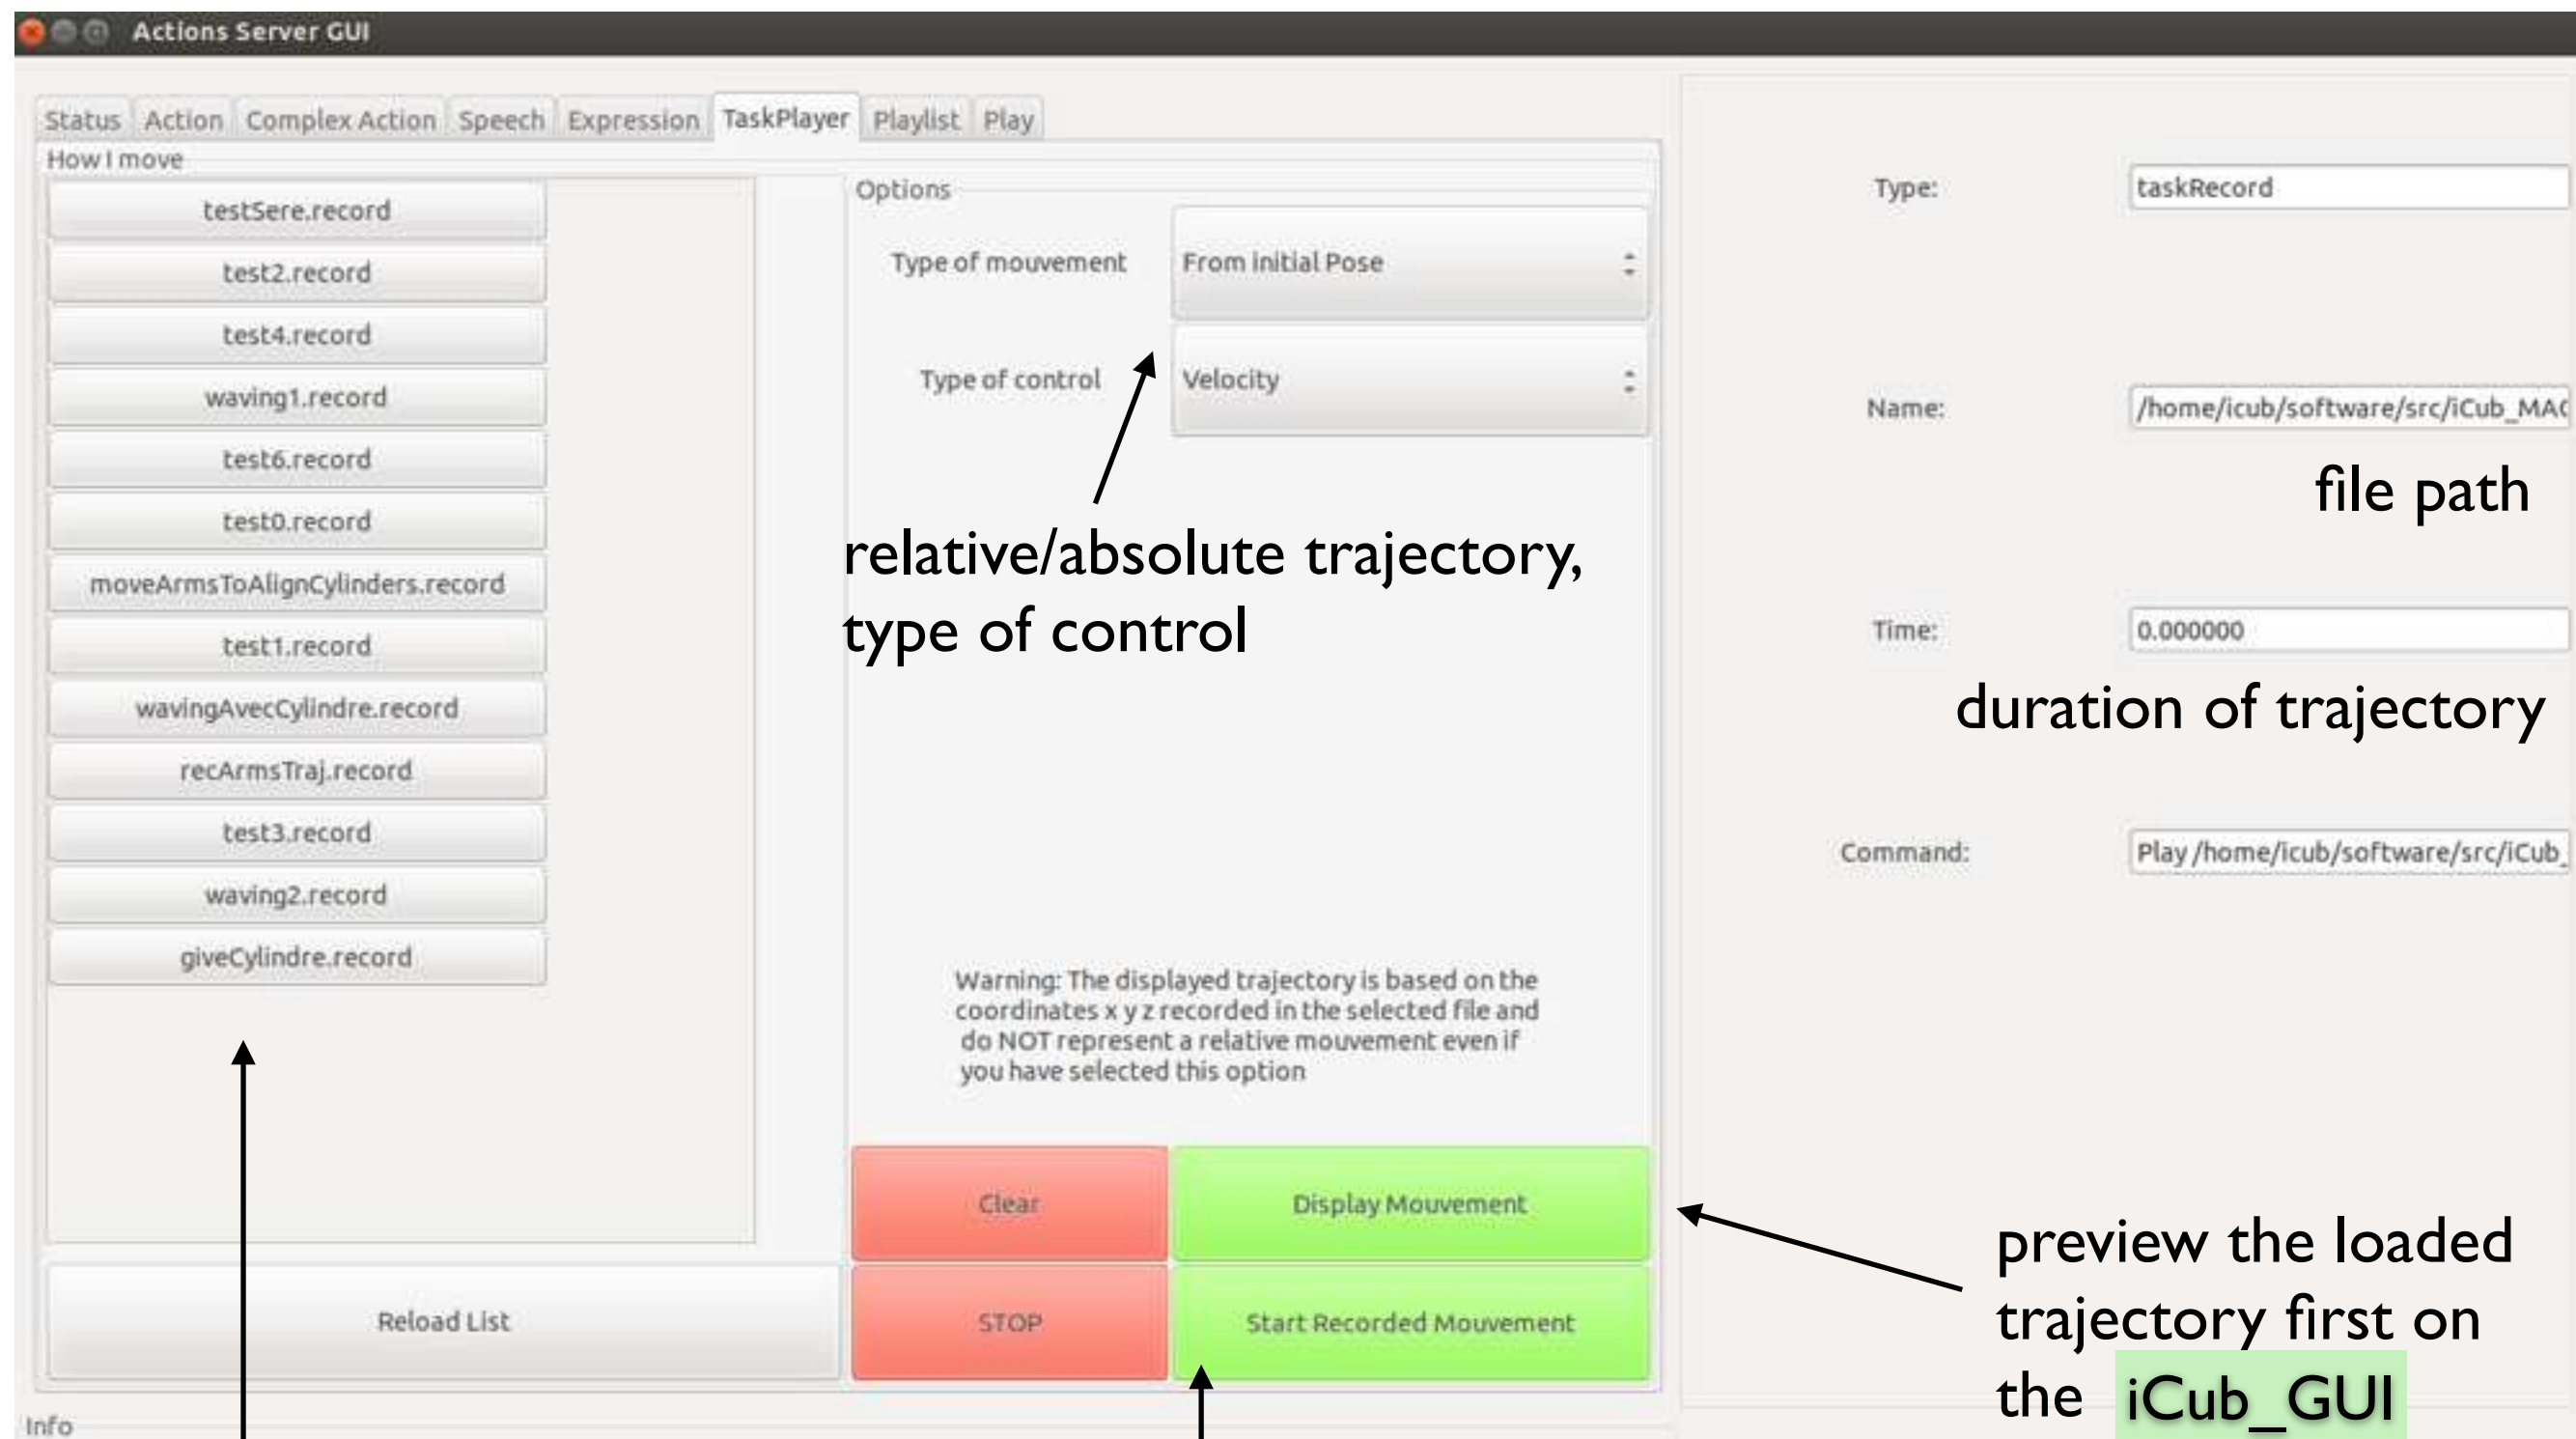 Actions Server GUI
Status Action Complex Action Speech Expression TaskPlayer Playlist Play
How I move
testSere.record
test2.record
test4.record
waving1.record
test6.record
test0.record
moveArmsToAlignCylinders.record
test1.record
wavingAvecCylindre.record
recArmsTraj.record
test3.record
waving2.record
giveCylindre.record
Reload List
Options
Type of mouvement From initial Pose
Type of control Velocity
relative/absolute trajectory,
type of control
Warning: The displayed trajectory is based on the
coordinates x y z recorded in the selected file and
do NOT represent a relative mouvement even if
you have selected this option
Clear Display Mouvement
STOP Start Recorded Mouvement
Type: taskRecord
Name: /home/icub/software/src/iCub_MA
file path
Time: 0.000000
duration of trajectory
Command: Play /home/icub/software/src/iCub_
preview the loaded
trajectory first on
the iCub_GUI
Info